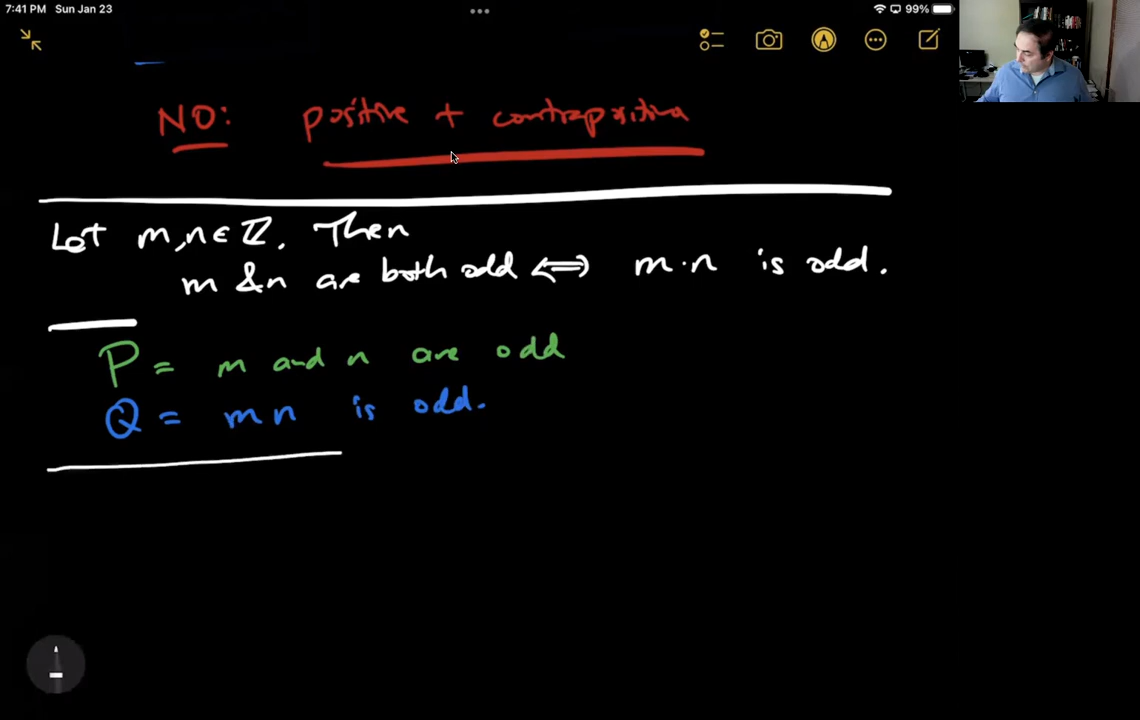 7:41 PM Sun Jan 23
99%
NO: positive + contrapositive
Let m,n ∈ ℤ. Then
m & n are both odd ⟺ m·n is odd.
P = m and n are odd
Q = mn is odd.